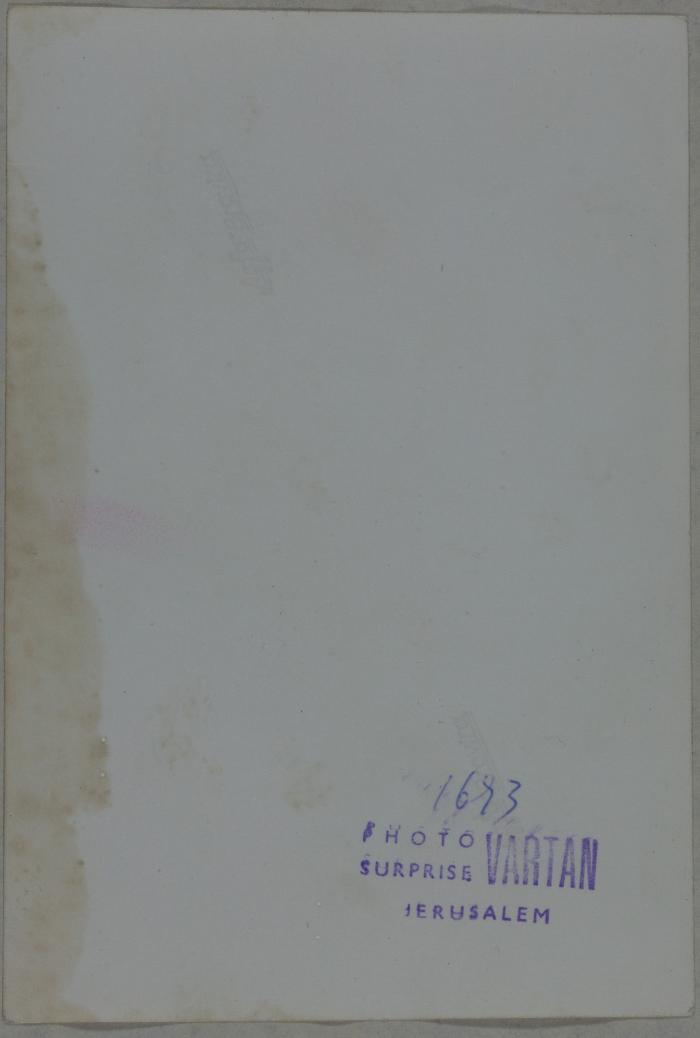 1693
PHOTO
SURPRISE VARTAN
JERUSALEM